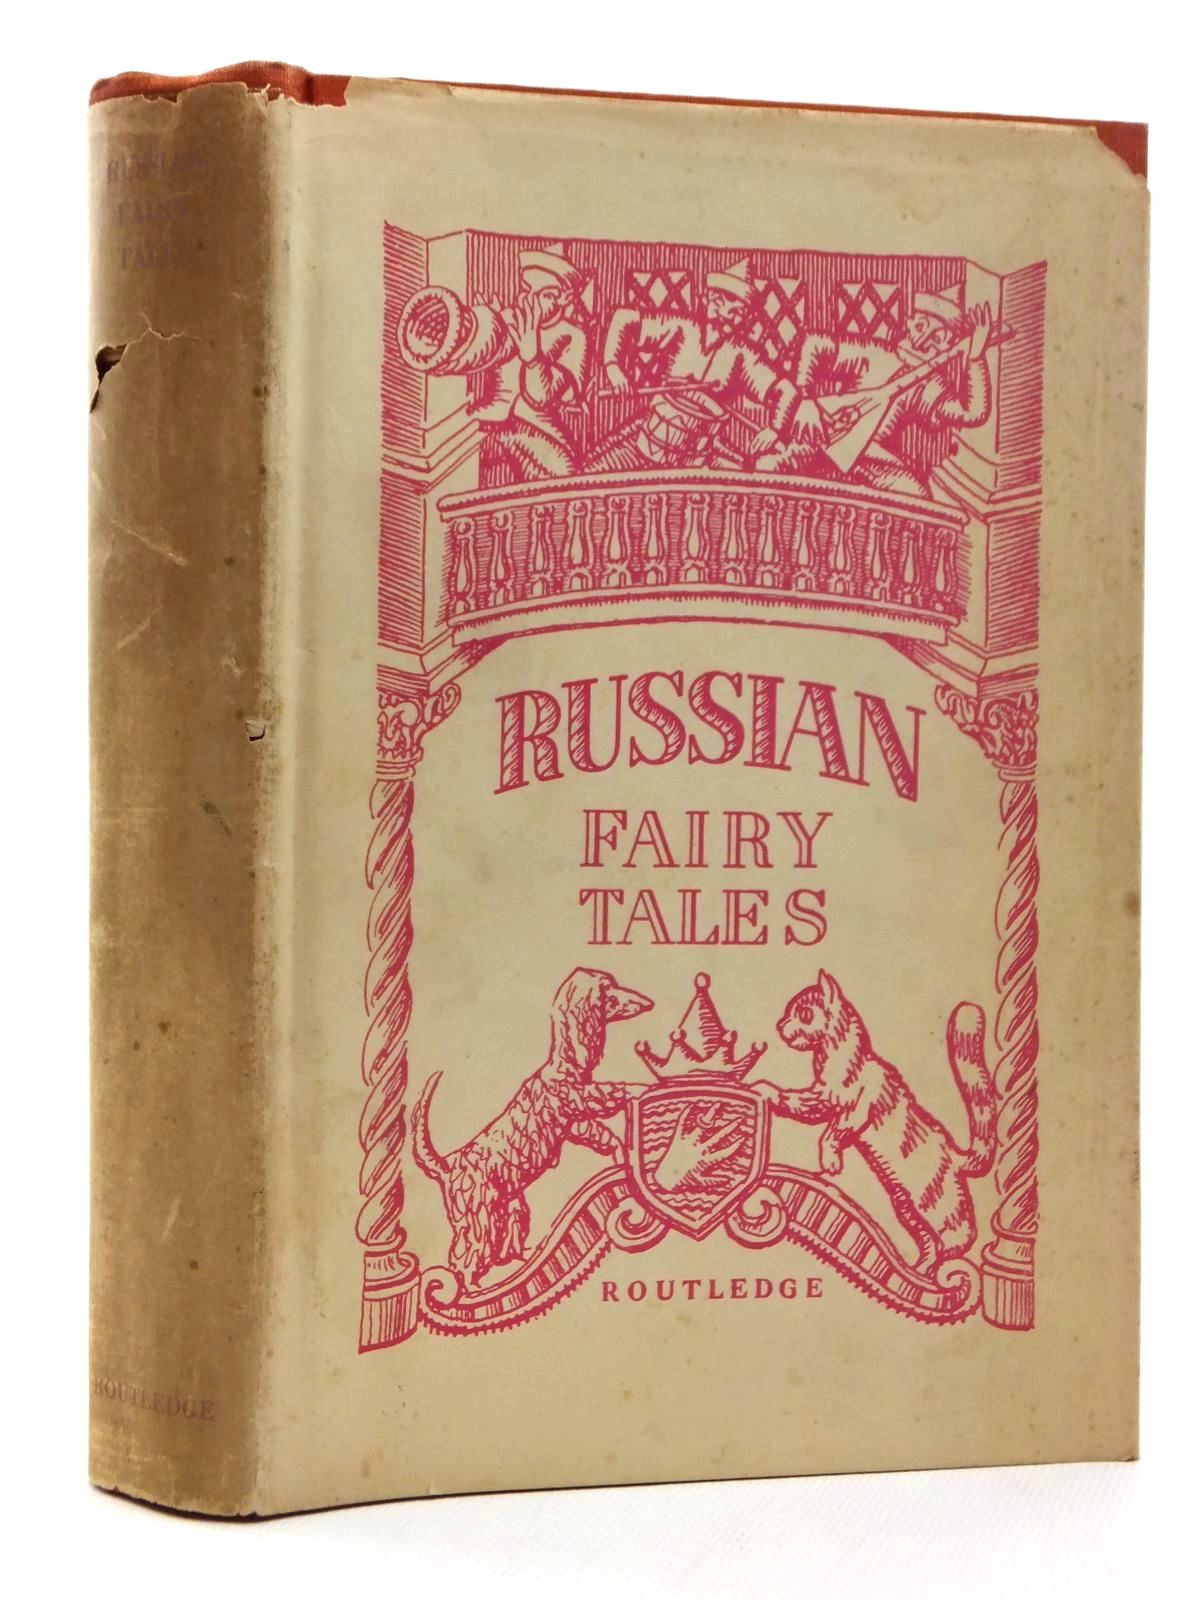 RUSSIAN
FAIRY
TALES
ROUTLEDGE
RUSSIAN
FAIRY
TALES
ROUTLEDGE